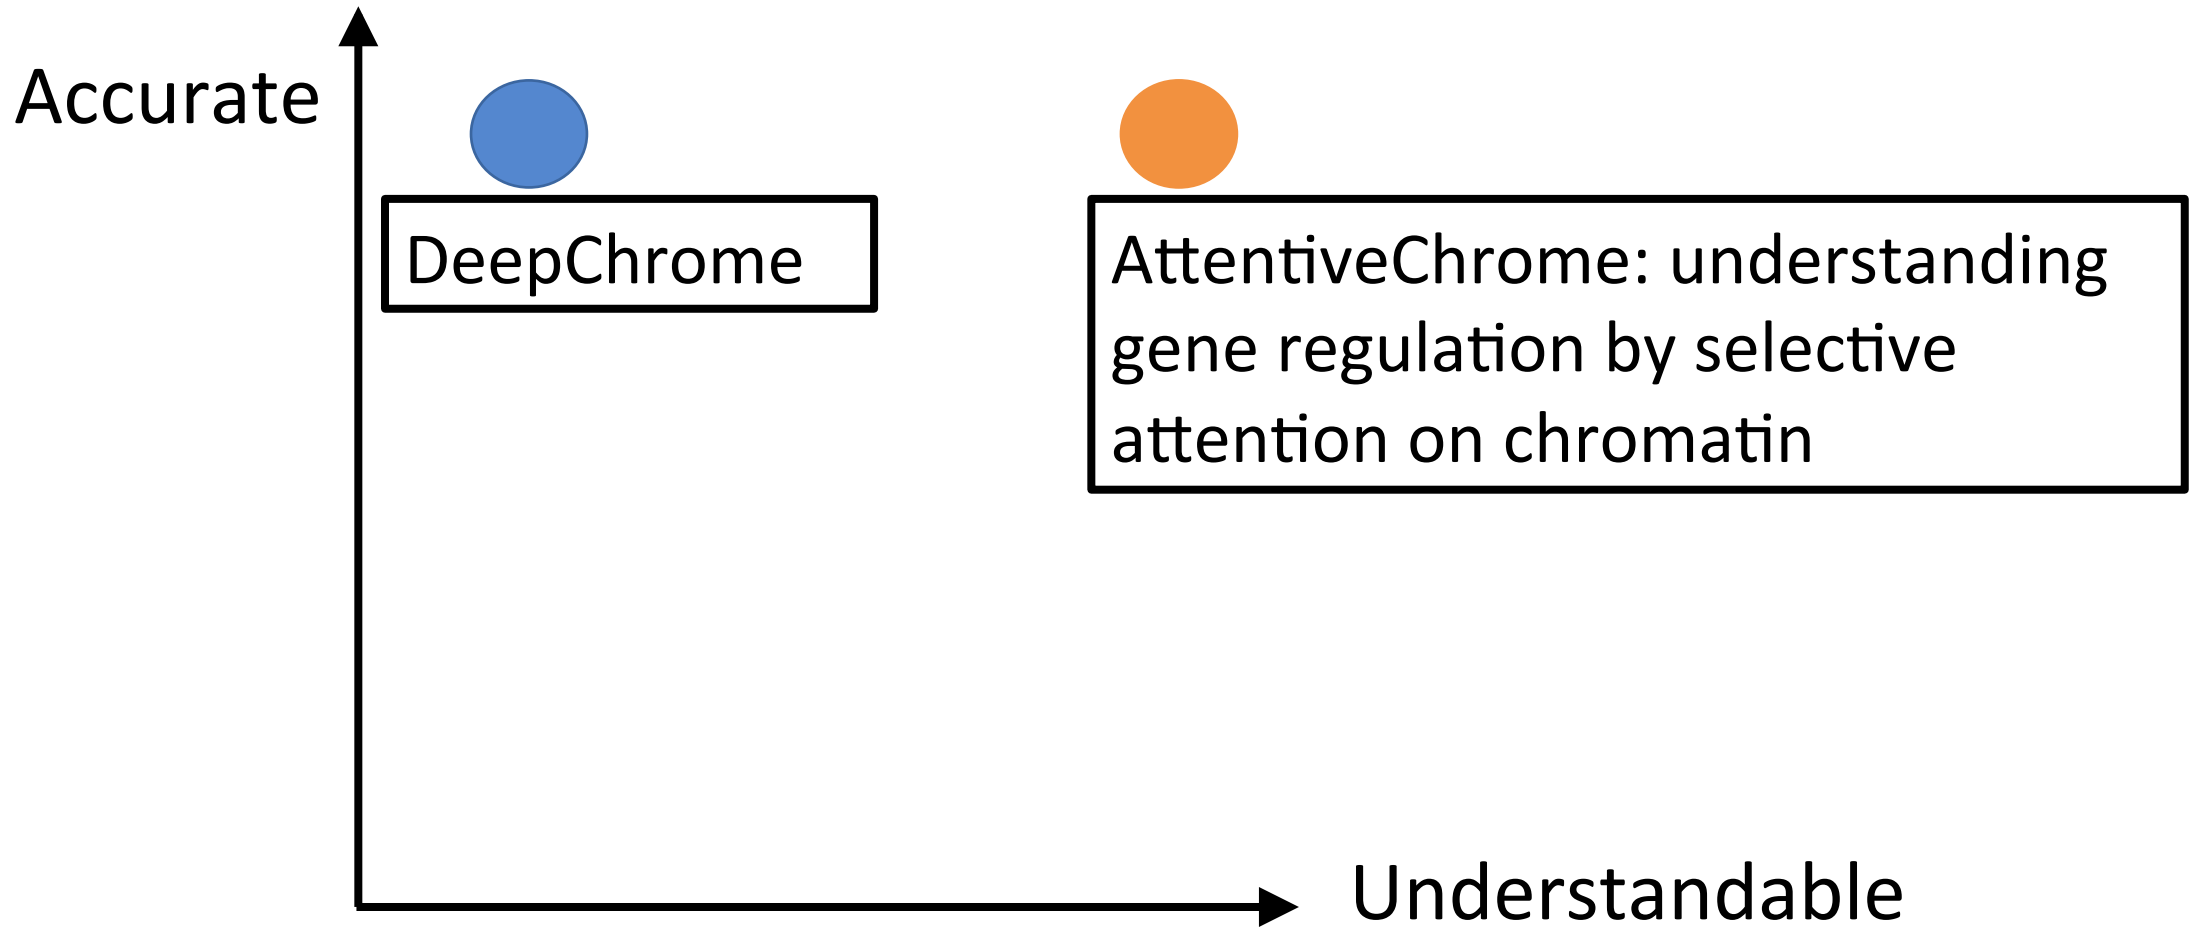 Accurate
DeepChrome
AttentiveChrome: understanding
gene regulation by selective
attention on chromatin
Understandable